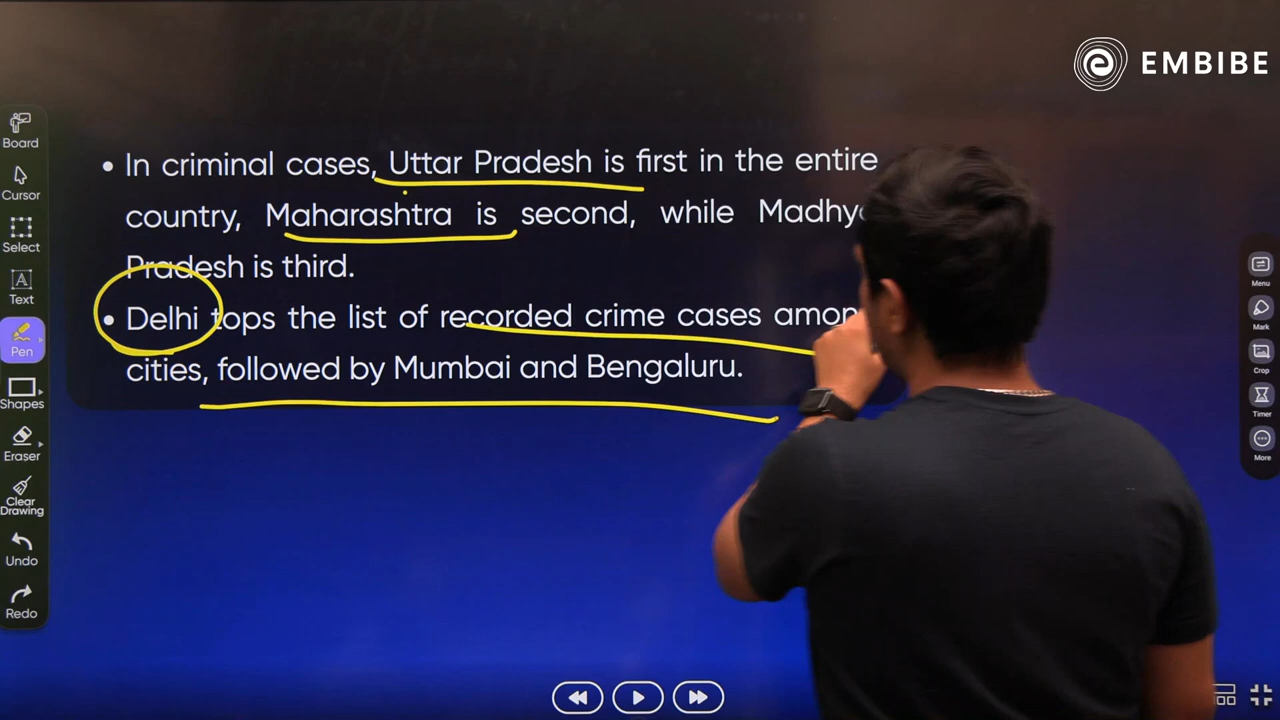 EMBIBE
Board
Cursor
Select
Text
Pen
Shapes
Eraser
Clear
Drawing
Undo
Redo
• In criminal cases, Uttar Pradesh is first in the entire
country, Maharashtra is second, while Madhya
Pradesh is third.
• Delhi tops the list of recorded crime cases among
cities, followed by Mumbai and Bengaluru.
Menu
Mark
Crop
Timer
More